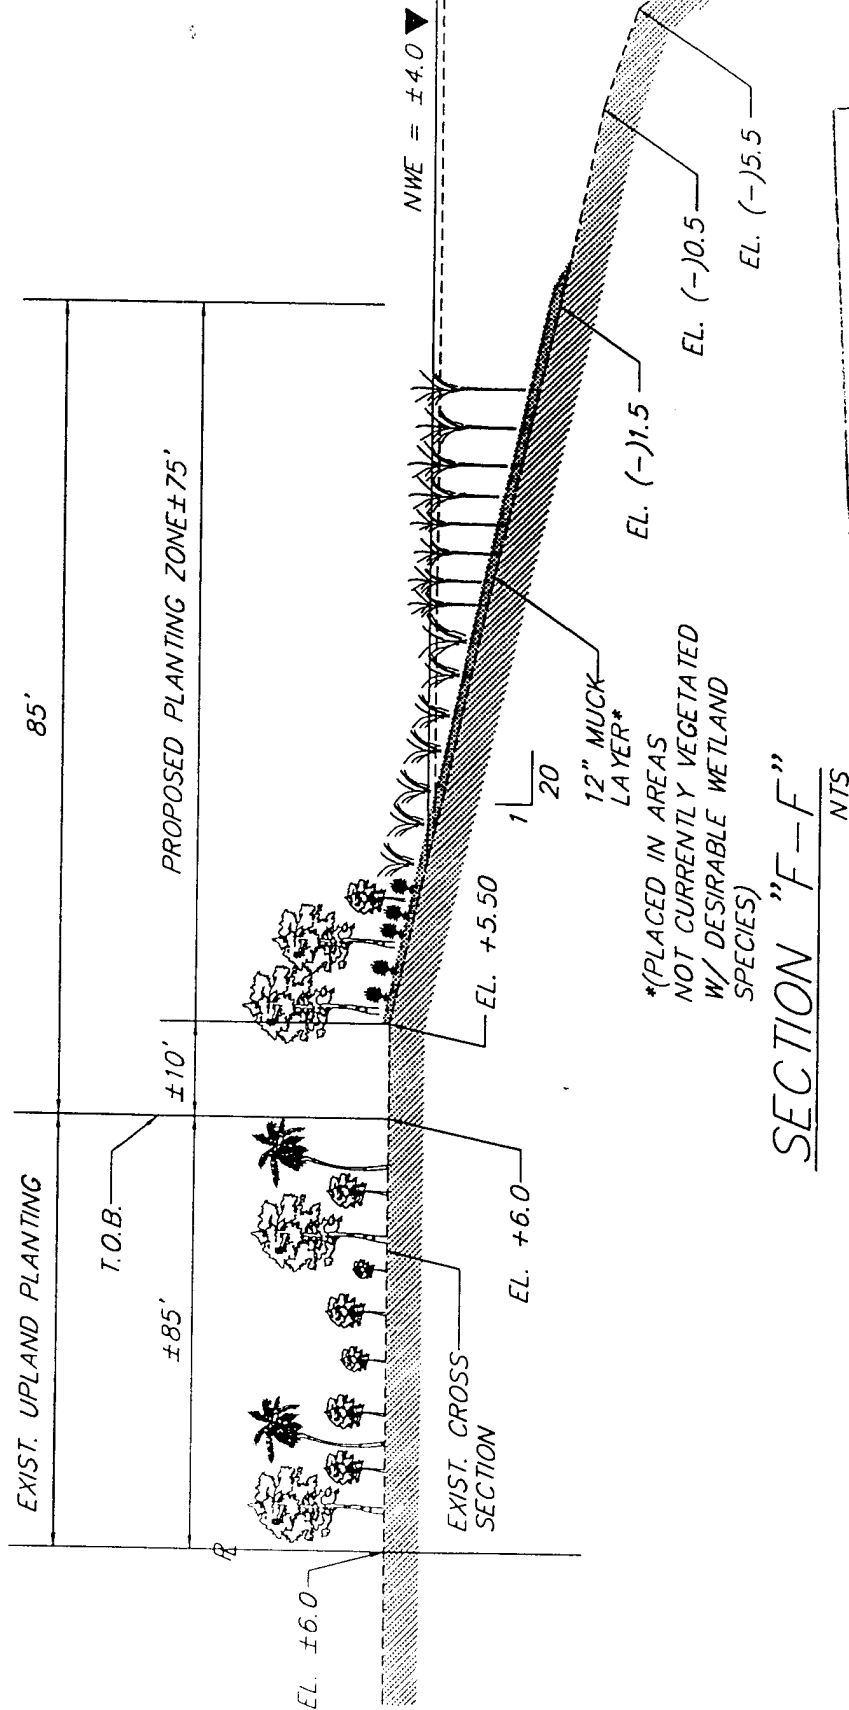 EXIST. UPLAND PLANTING
85'
T.O.B.
±85'
±10'
PROPOSED PLANTING ZONE±75'
PL
NWE = ±4.0
EL. ±6.0
EXIST. CROSS
SECTION
EL. +6.0
EL. +5.50
1
20
12" MUCK
LAYER*
EL. (-)1.5
EL. (-)0.5
EL. (-)5.5
*(PLACED IN AREAS
NOT CURRENTLY VEGETATED
W/ DESIRABLE WETLAND
SPECIES)
SECTION "F-F"
NTS